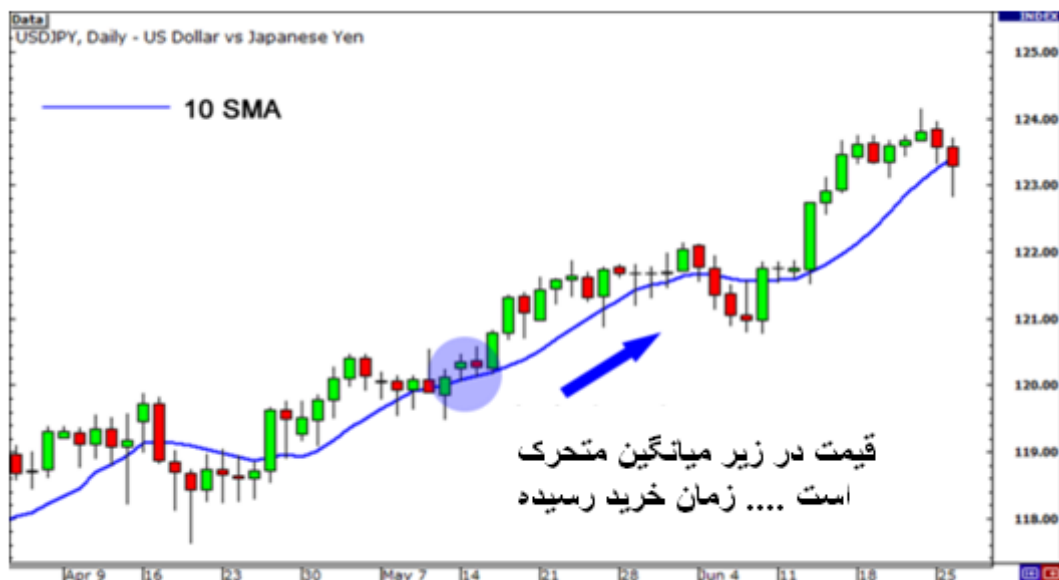 Data
INDEX
USDJPY, Daily - US Dollar vs Japanese Yen
125.00
10 SMA
124.00
123.00
122.00
121.00
120.00
قیمت در زیر میانگین متحرک
است .... زمان خرید رسیده
119.00
118.00
Apr 9 16 23 30 May 7 14 21 28 Jun 4 11 18 25